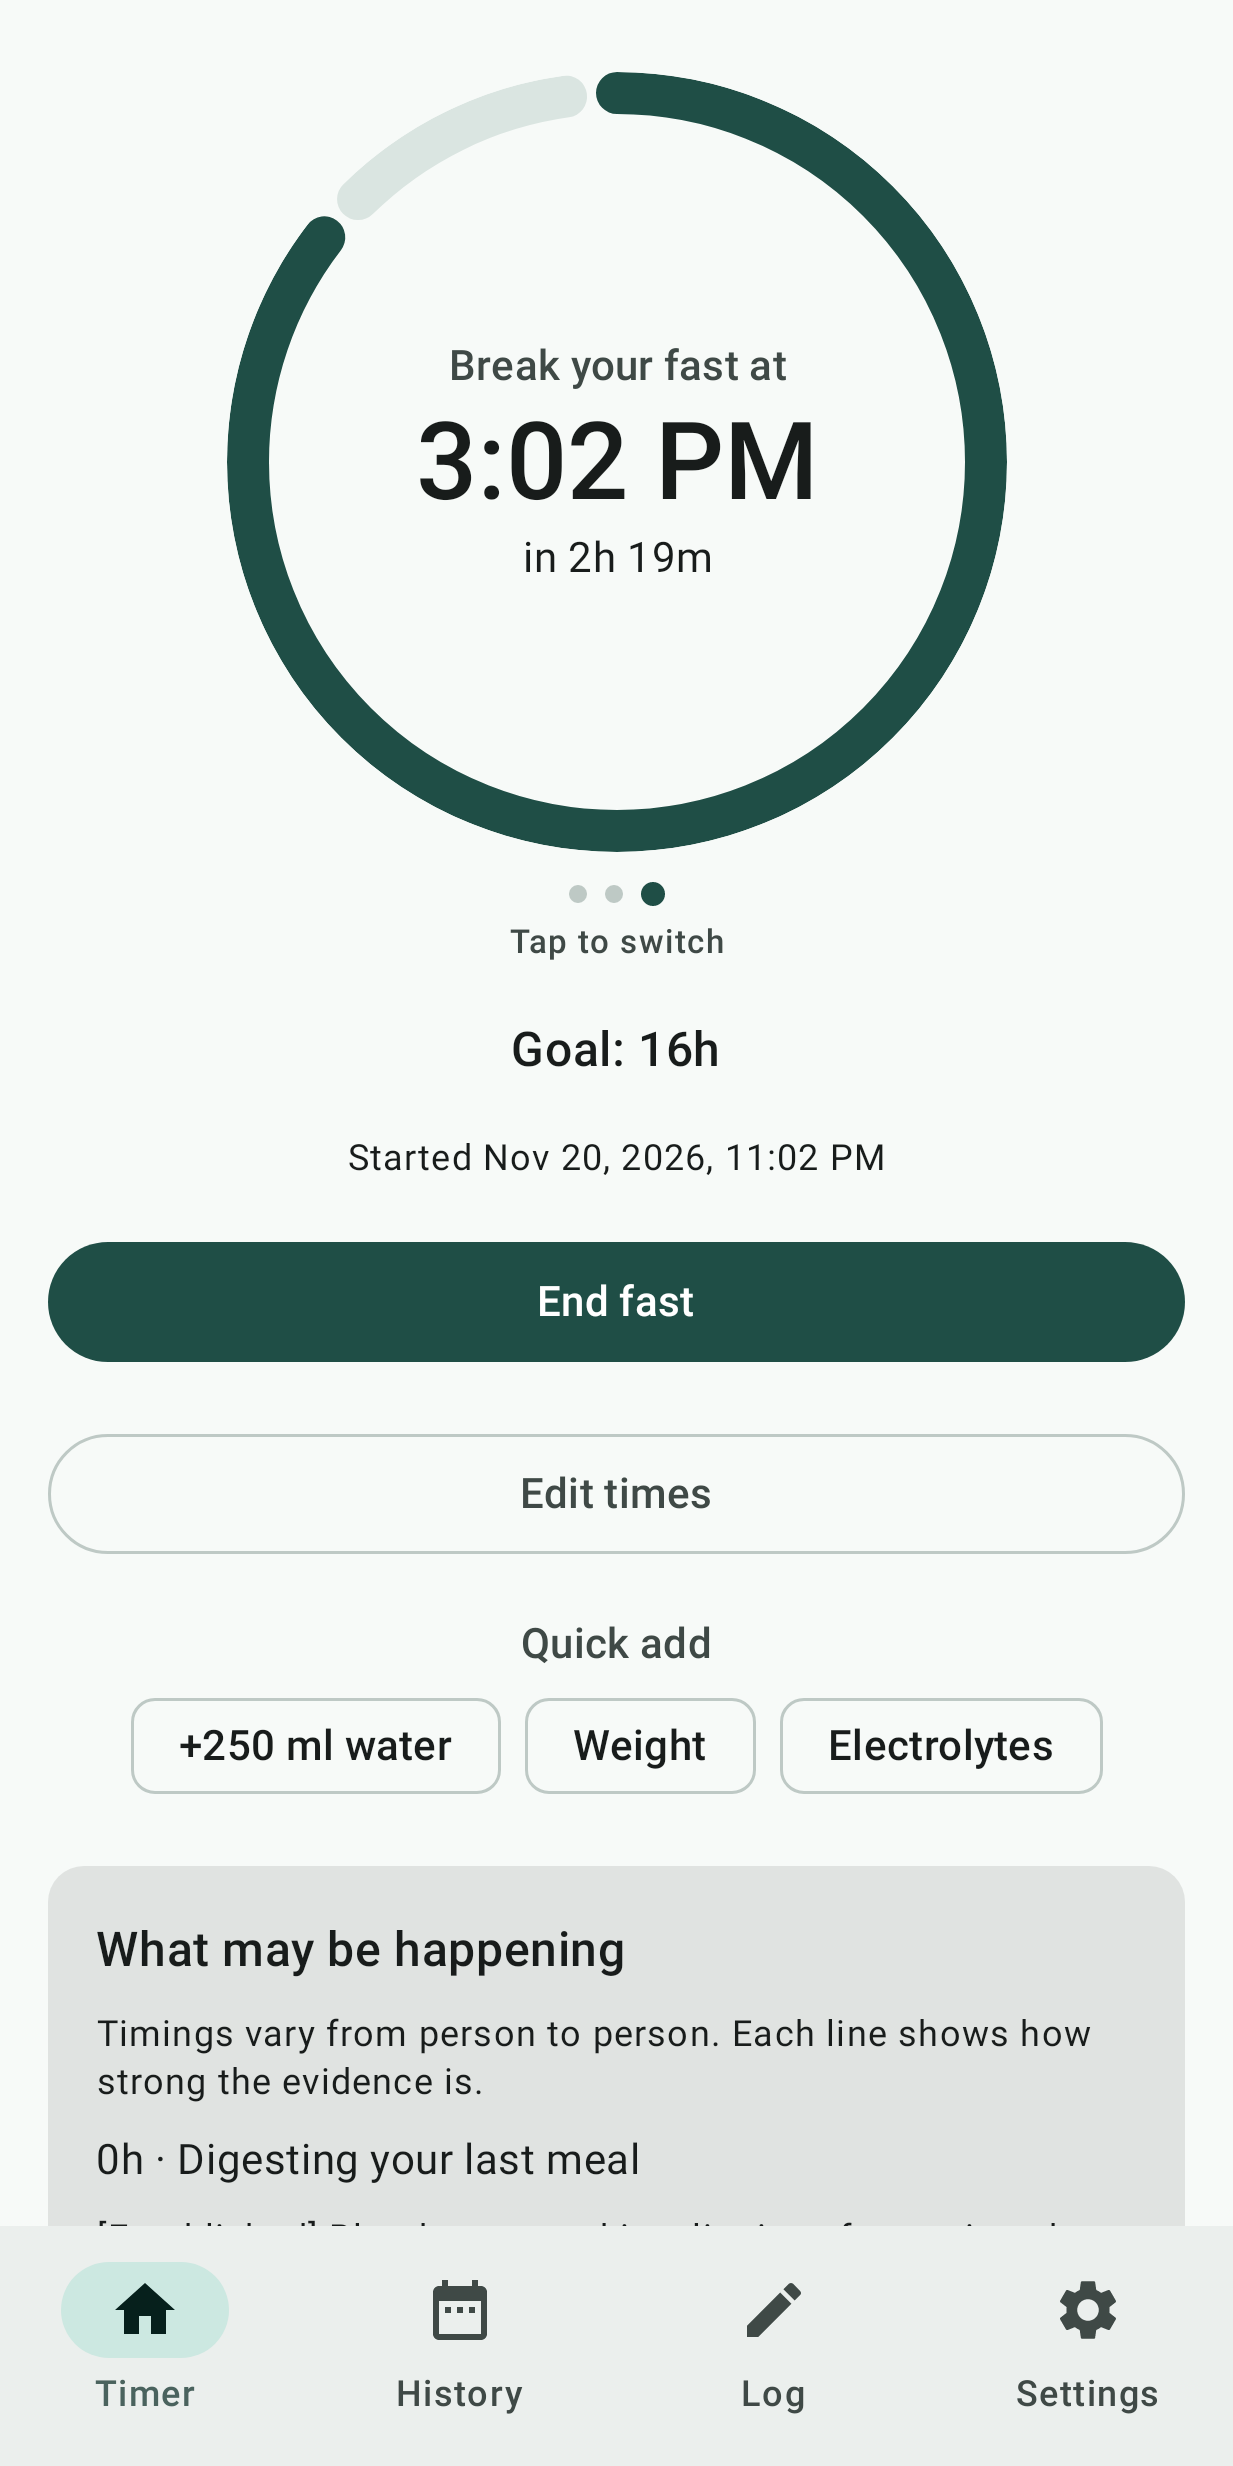 Break your fast at
3:02 PM
in 2h 19m
Tap to switch
Goal: 16h
Started Nov 20, 2026, 11:02 PM
End fast
Edit times
Quick add
+250 ml water
Weight
Electrolytes
What may be happening
Timings vary from person to person. Each line shows how
strong the evidence is.
0h · Digesting your last meal
Timer
History
Log
Settings